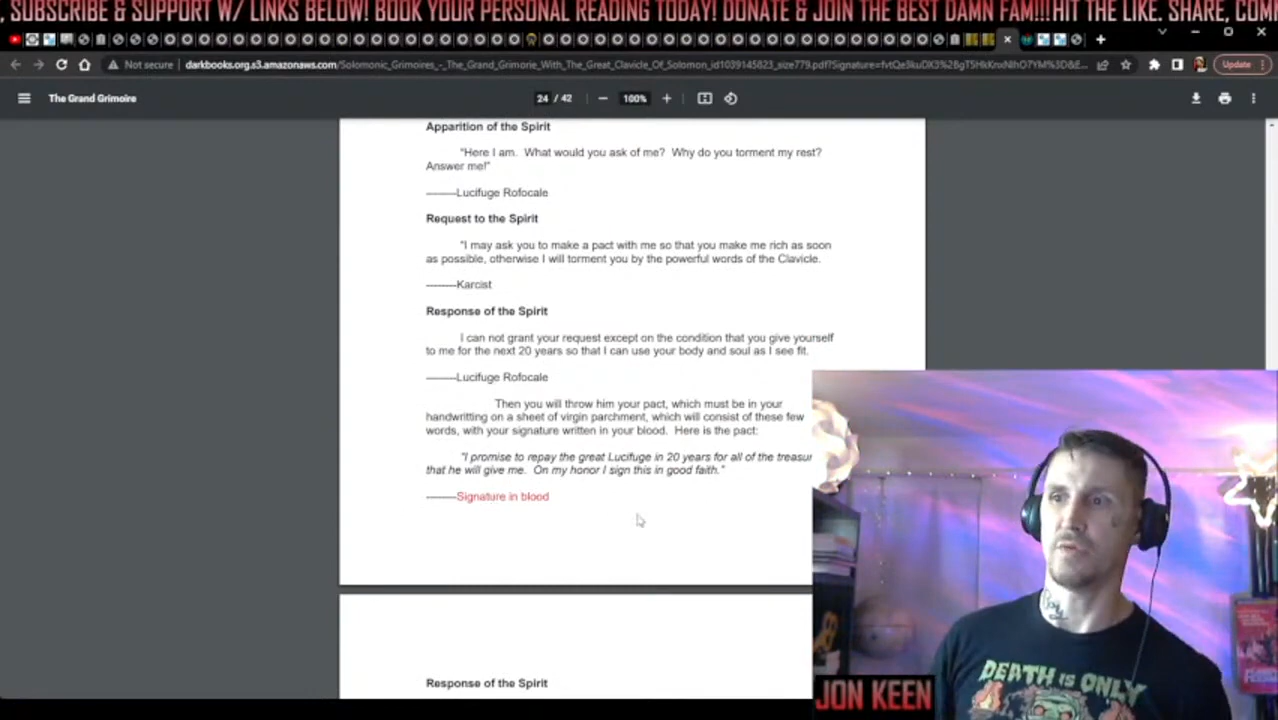 , SUBSCRIBE & SUPPORT W/ LINKS BELOW! BOOK YOUR PERSONAL READING TODAY! DONATE & JOIN THE BEST DAMN FAM!!!HIT THE LIKE. SHARE, COM
Not secure | darkbooks.org.s3.amazonaws.com/Solomonic_Grimoires_-_The_Grand_Grimorie_With_The_Great_Clavicle_Of_Solomon_id1039145823_size779.pdf?Signature=
Update
The Grand Grimoire
24 / 42
100%
Apparition of the Spirit
"Here I am. What would you ask of me? Why do you torment my rest?
Answer me!"
--------Lucifuge Rofocale
Request to the Spirit
"I may ask you to make a pact with me so that you make me rich as soon
as possible, otherwise I will torment you by the powerful words of the Clavicle.
--------Karcist
Response of the Spirit
I can not grant your request except on the condition that you give yourself
to me for the next 20 years so that I can use your body and soul as I see fit.
--------Lucifuge Rofocale
Then you will throw him your pact, which must be in your
handwritting on a sheet of virgin parchment, which will consist of these few
words, with your signature written in your blood. Here is the pact:
"I promise to repay the great Lucifuge in 20 years for all of the treasur
that he will give me. On my honor I sign this in good faith."
--------Signature in blood
Response of the Spirit
DEATH IS ONLY
JON KEEN